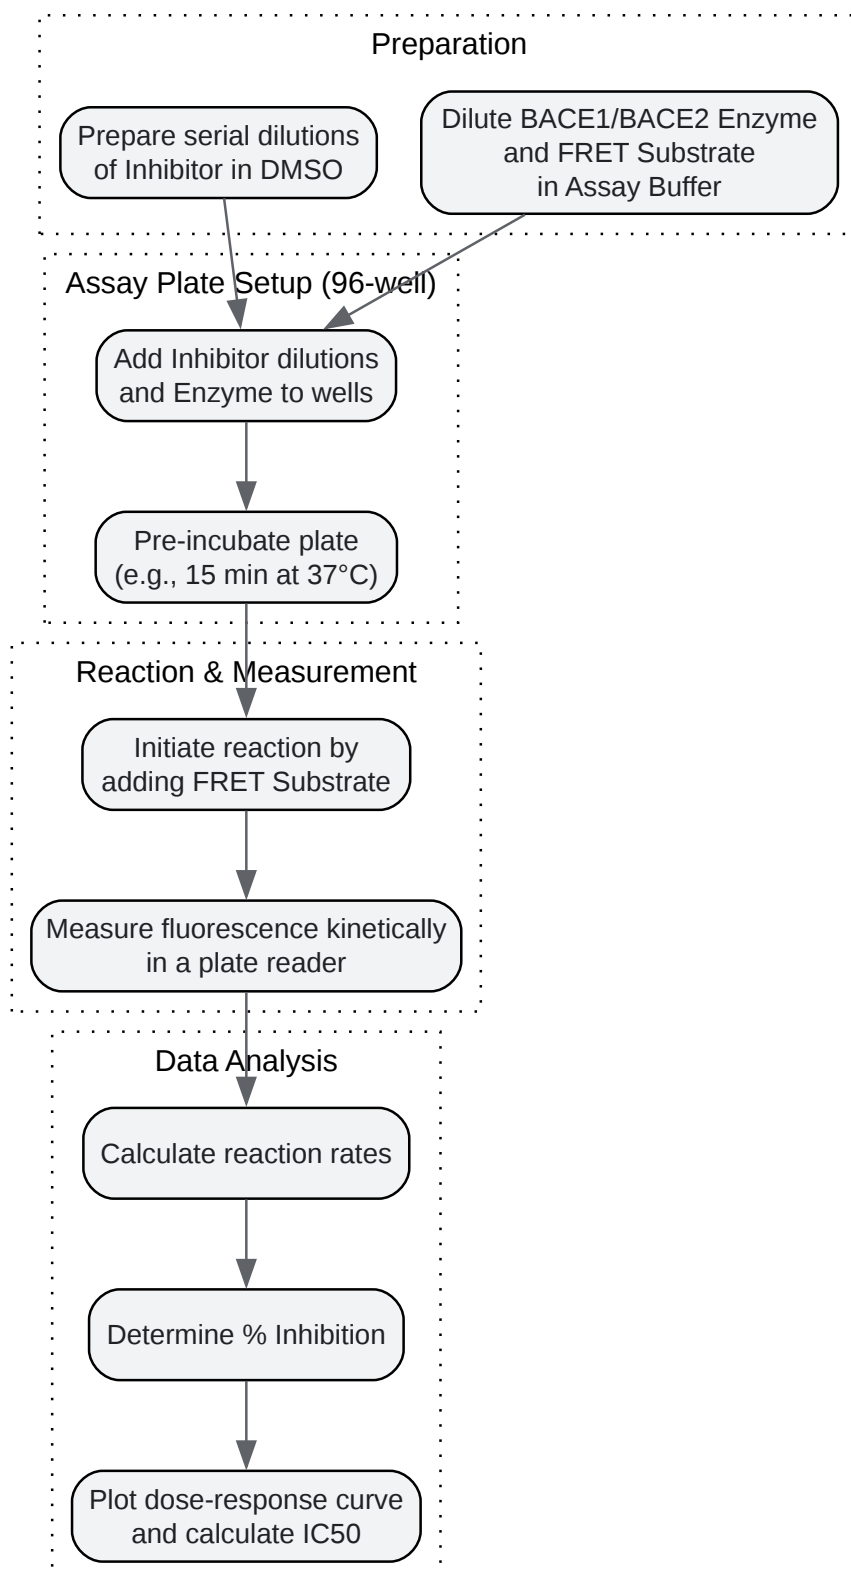 Preparation
Prepare serial dilutions
of Inhibitor in DMSO
Dilute BACE1/BACE2 Enzyme
and FRET Substrate
in Assay Buffer
Assay Plate Setup (96-well)
Add Inhibitor dilutions
and Enzyme to wells
Pre-incubate plate
(e.g., 15 min at 37°C)
Reaction & Measurement
Initiate reaction by
adding FRET Substrate
Measure fluorescence kinetically
in a plate reader
Data Analysis
Calculate reaction rates
Determine % Inhibition
Plot dose-response curve
and calculate IC50